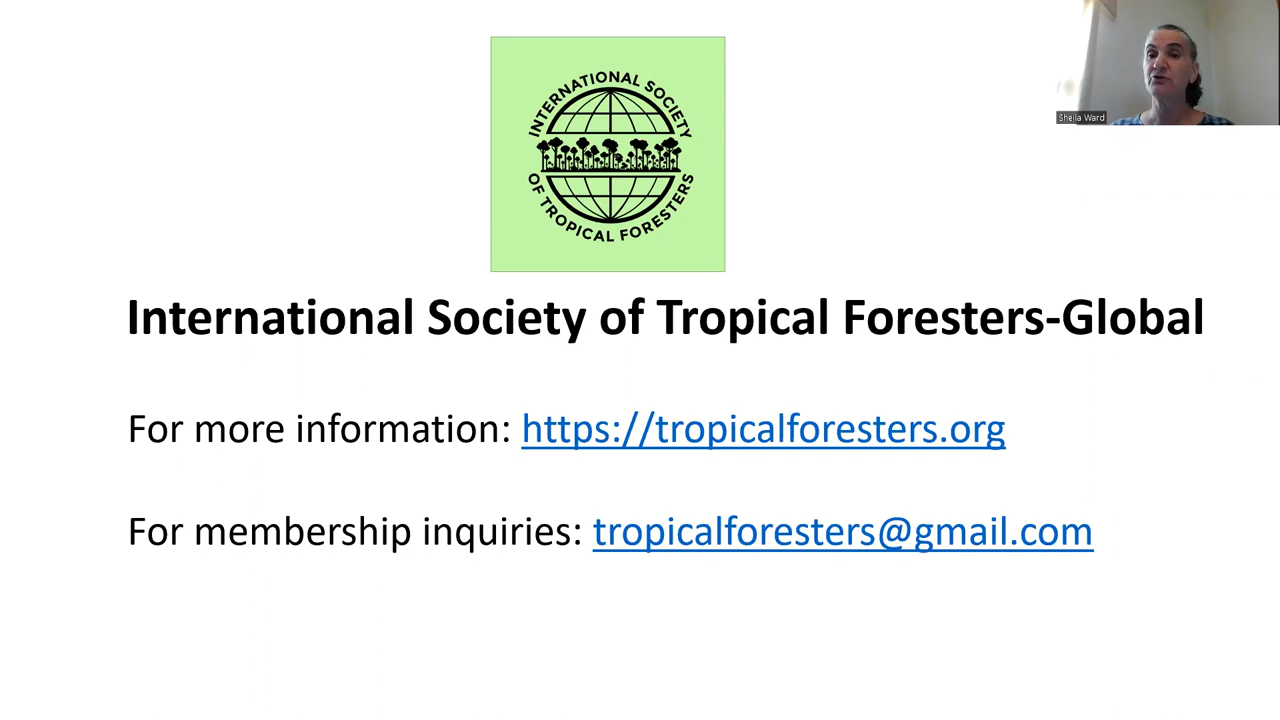 INTERNATIONAL SOCIETY
OF TROPICAL FORESTERS
Sheila Ward
International Society of Tropical Foresters-Global
For more information: https://tropicalforesters.org
For membership inquiries: tropicalforesters@gmail.com